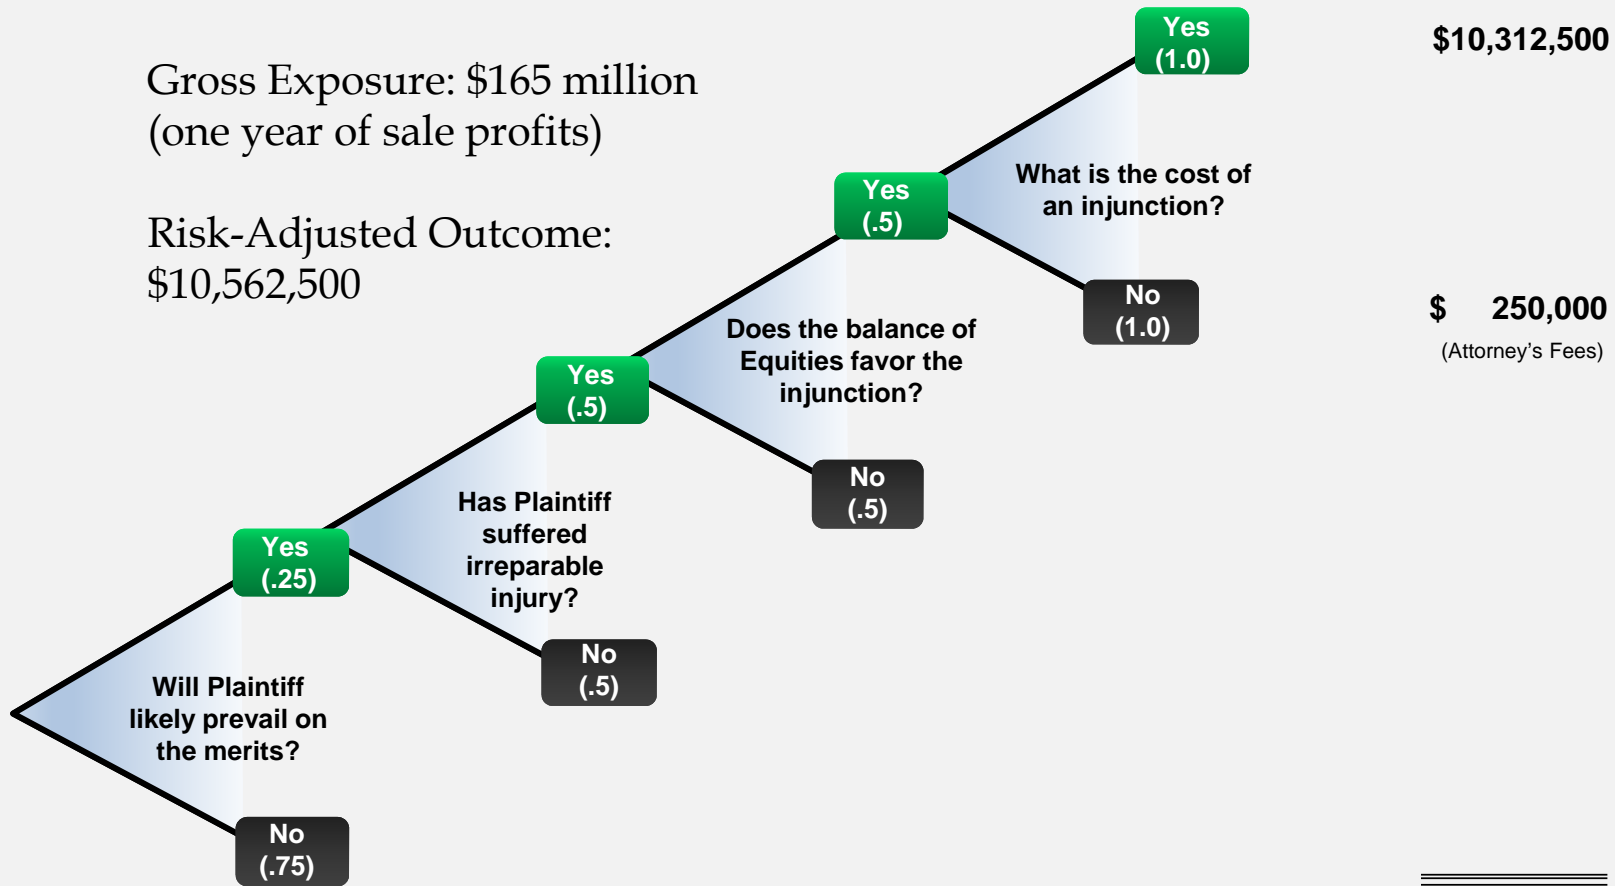 Gross Exposure: $165 million
(one year of sale profits)
Risk-Adjusted Outcome:
$10,562,500
Yes
(1.0)
$10,312,500
What is the cost of
an injunction?
Yes
(.5)
No
(1.0)
$ 250,000
(Attorney's Fees)
Does the balance of
Equities favor the
injunction?
Yes
(.5)
No
(.5)
Has Plaintiff
suffered
irreparable
injury?
Yes
(.25)
No
(.5)
Will Plaintiff
likely prevail on
the merits?
No
(.75)